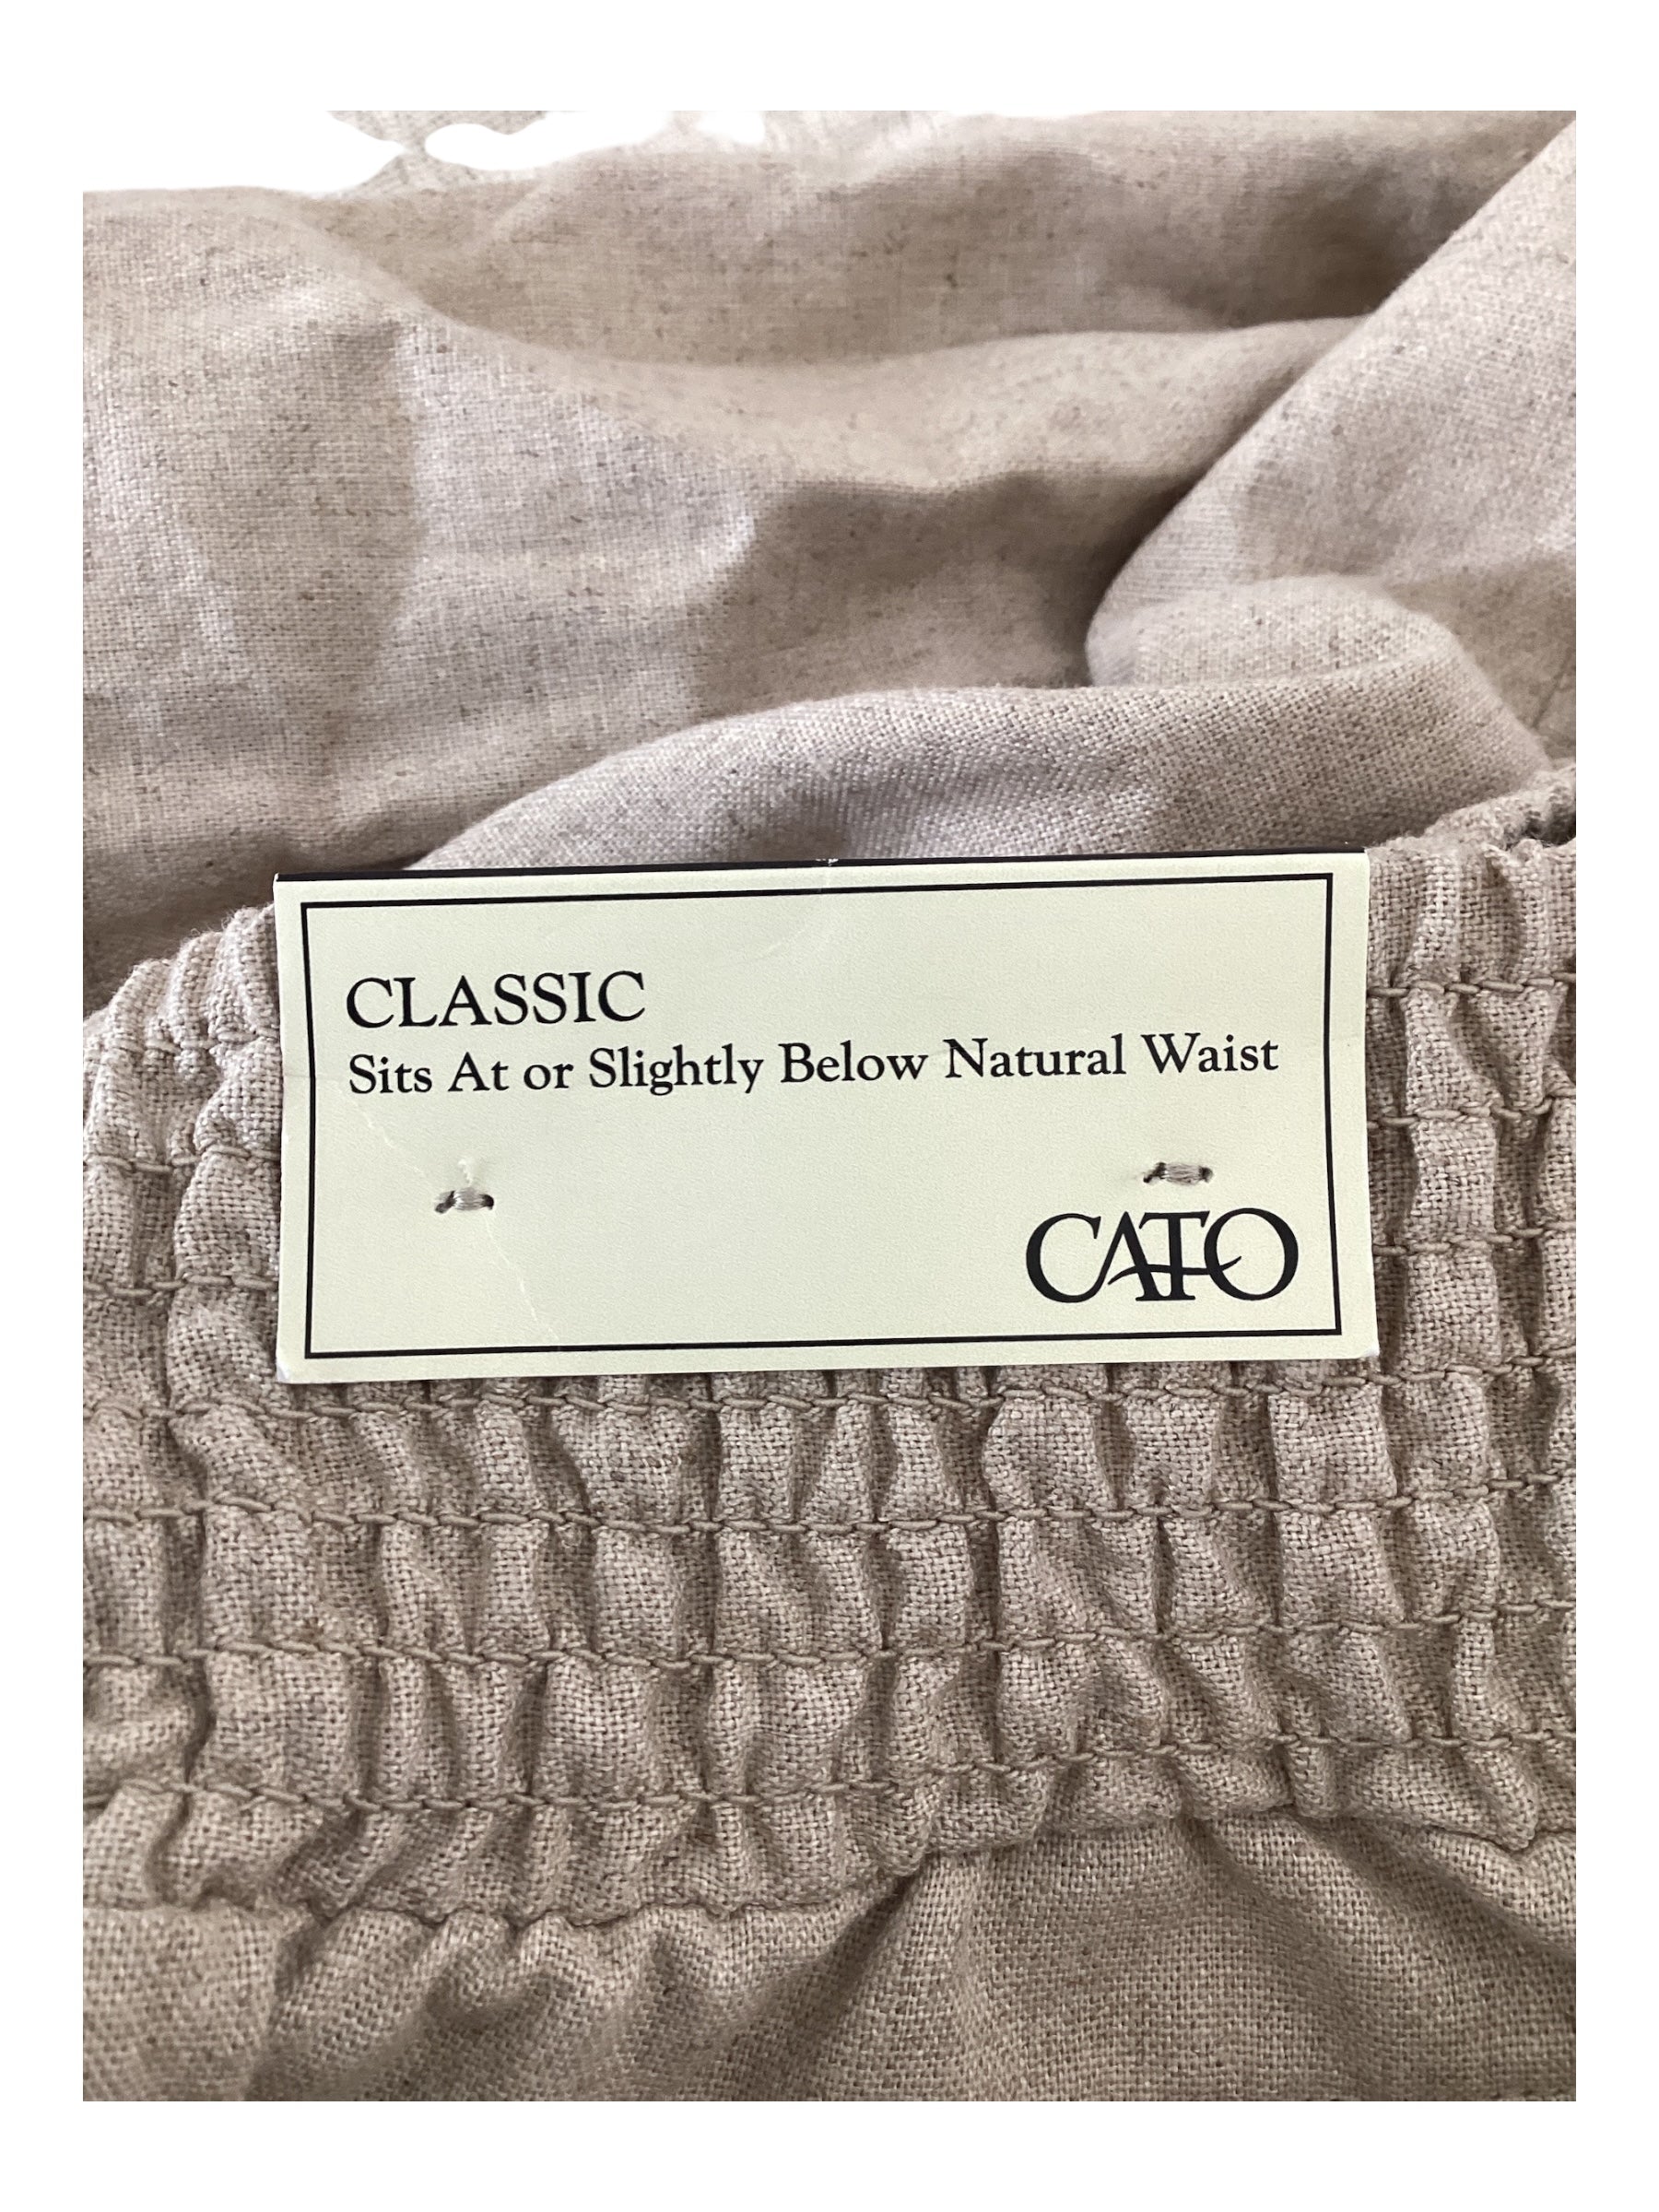 CLASSIC
Sits At or Slightly Below Natural Waist
CATO